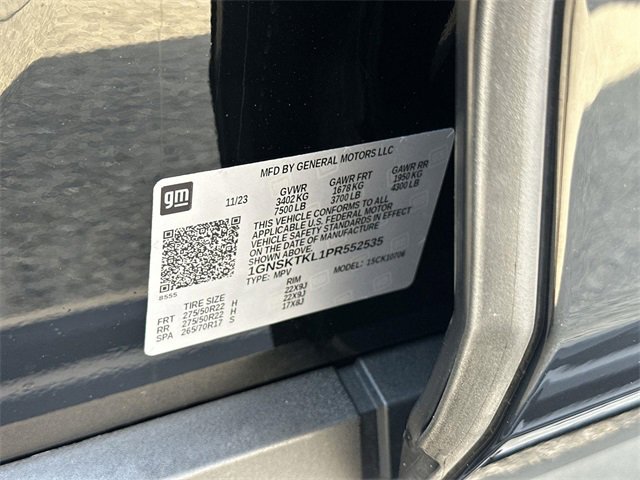 MFD BY GENERAL MOTORS LLC
gm
11/23
GVWR GAWR FRT GAWR RR
3402 KG 1678 KG 1950 KG
7500 LB 3700 LB 4300 LB
THIS VEHICLE CONFORMS TO ALL
APPLICABLE U.S. FEDERAL MOTOR
VEHICLE SAFETY STANDARDS IN EFFECT
ON THE DATE OF MANUFACTURE
SHOWN ABOVE.
1GNSKTKL1PR552535
TYPE: MPV MODEL: 15CK10706
8555
TIRE SIZE RIM
FRT 275/50R22 H 22X9J
RR 275/50R22 H 22X9J
SPA 265/70R17 S 17X8J